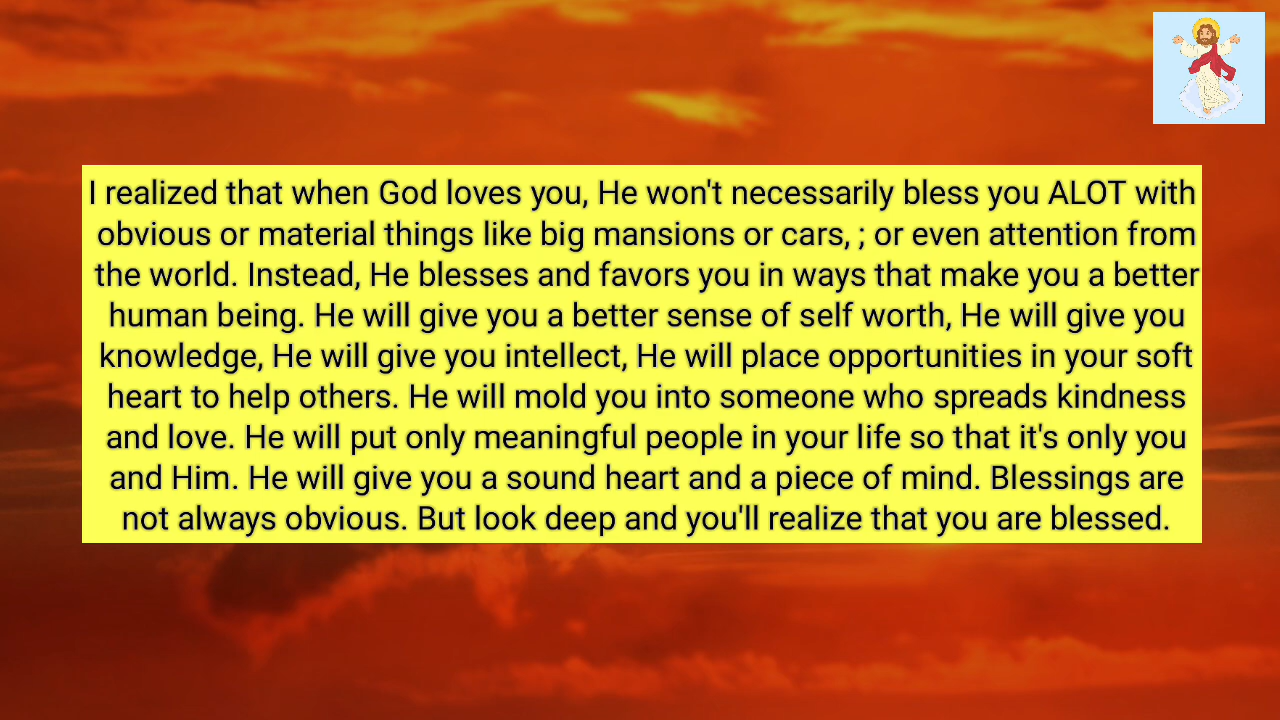 I realized that when God loves you, He won't necessarily bless you ALOT with
obvious or material things like big mansions or cars, ; or even attention from
the world. Instead, He blesses and favors you in ways that make you a better
human being. He will give you a better sense of self worth, He will give you
knowledge, He will give you intellect, He will place opportunities in your soft
heart to help others. He will mold you into someone who spreads kindness
and love. He will put only meaningful people in your life so that it's only you
and Him. He will give you a sound heart and a piece of mind. Blessings are
not always obvious. But look deep and you'll realize that you are blessed.